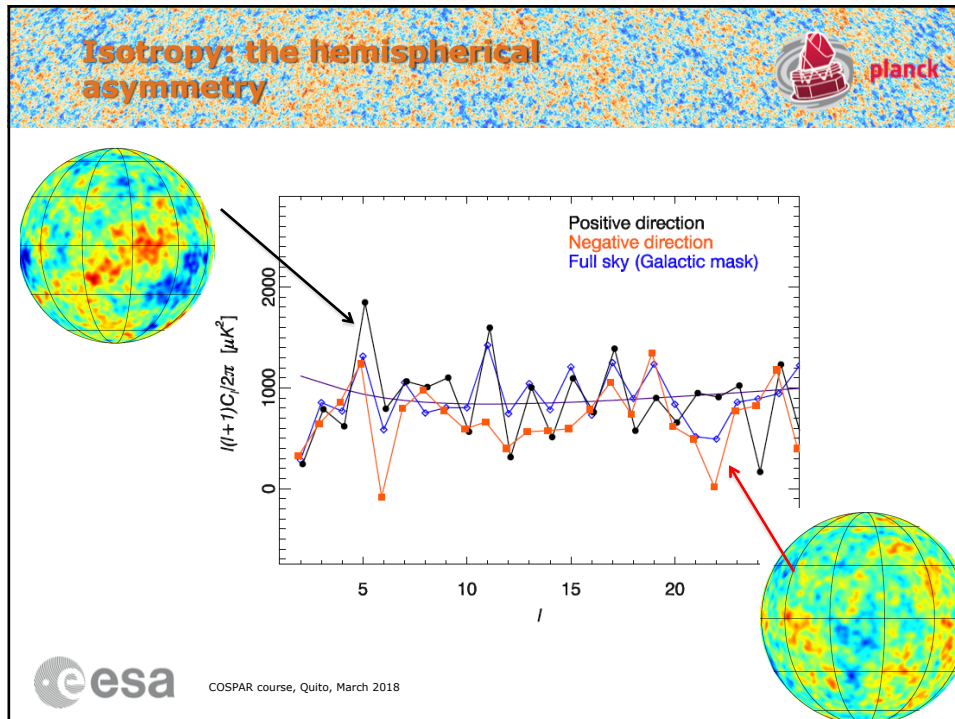 Isotropy: the hemispherical
asymmetry
planck
Positive direction
Negative direction
Full sky (Galactic mask)
l(l+1)Cl/2π [μK²]
2000
1000
0
5
10
15
20
l
esa
COSPAR course, Quito, March 2018